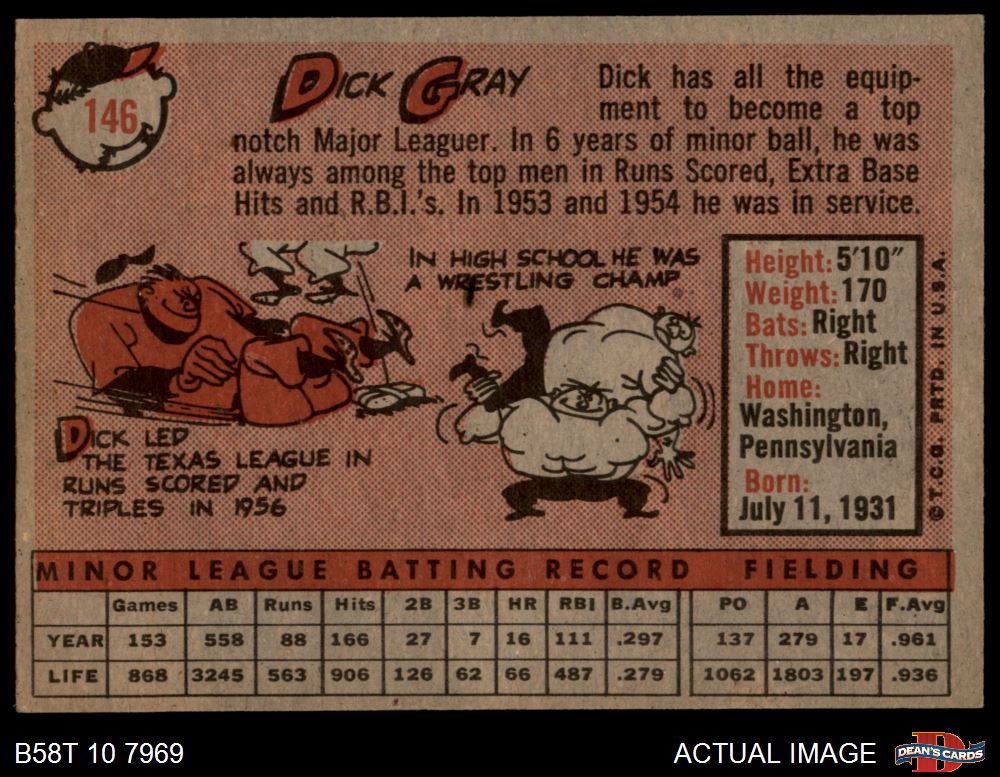 146
DICK GRAY
Dick has all the equip-
ment to become a top
notch Major Leaguer. In 6 years of minor ball, he was
always among the top men in Runs Scored, Extra Base
Hits and R.B.I.'s. In 1953 and 1954 he was in service.
IN HIGH SCHOOL HE WAS
A WRESTLING CHAMP
DICK LED
THE TEXAS LEAGUE IN
RUNS SCORED AND
TRIPLES IN 1956
Height: 5'10"
Weight: 170
Bats: Right
Throws: Right
Home:
Washington,
Pennsylvania
Born:
July 11, 1931
© T.C.G. PRTD. IN U.S.A.
MINOR LEAGUE BATTING RECORD FIELDING
Games AB Runs Hits 2B 3B HR RBI B.Avg PO A E F.Avg
YEAR 153 558 88 166 27 7 16 111 .297 137 279 17 .961
LIFE 868 3245 563 906 126 62 66 487 .279 1062 1803 197 .936
B58T 10 7969
ACTUAL IMAGE
DEAN'S CARDS